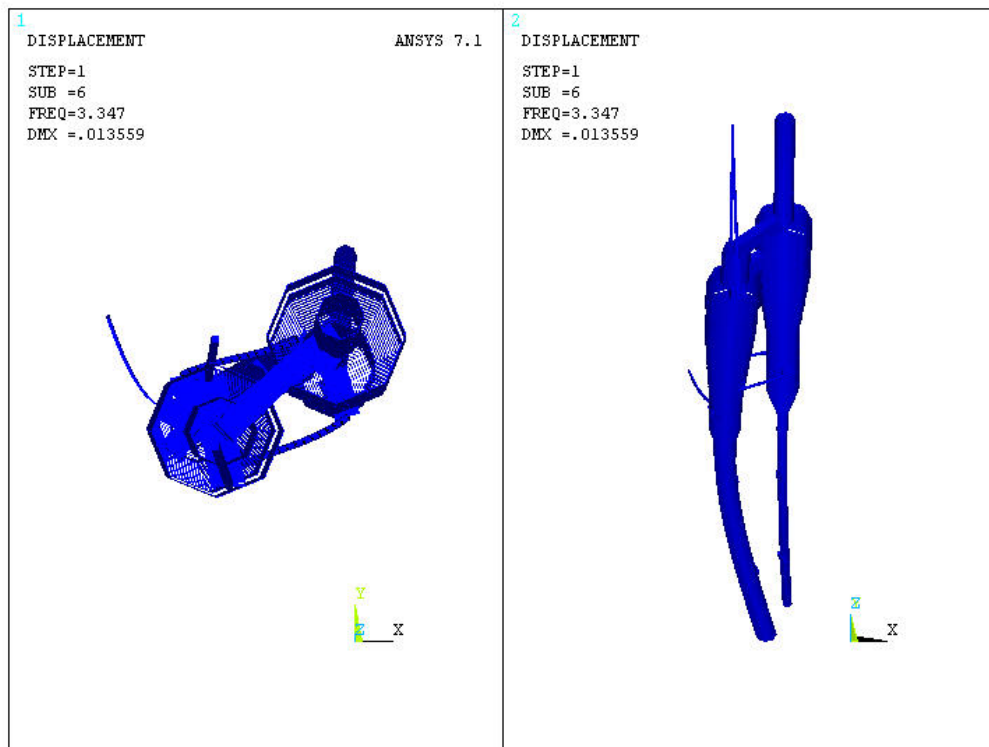 1
DISPLACEMENT
ANSYS 7.1
STEP=1
SUB =6
FREQ=3.347
DMX =.013559
Y
Z
X
2
DISPLACEMENT
STEP=1
SUB =6
FREQ=3.347
DMX =.013559
Z
X